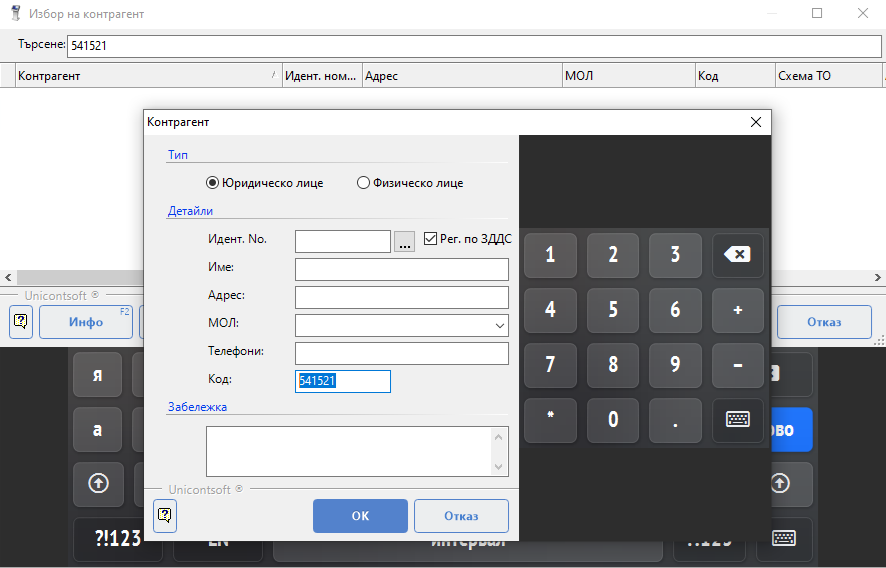 Избор на контрагент
Търсене: 541521
Контрагент / Идент. ном... Адрес МОЛ Код Схема ТО
Контрагент
Тип
Юридическо лице Физическо лице
Детайли
Идент. No. ... Рег. по ЗДДС
Име:
Адрес:
МОЛ:
Телефони:
Код: 541521
Забележка
Unicontsoft ®
? OK Отказ
1 2 3
4 5 6 +
7 8 9 -
* 0 .
Unicontsoft ®
? Инфо F2 Отказ
я
а
?!123 EN интервал ?!123